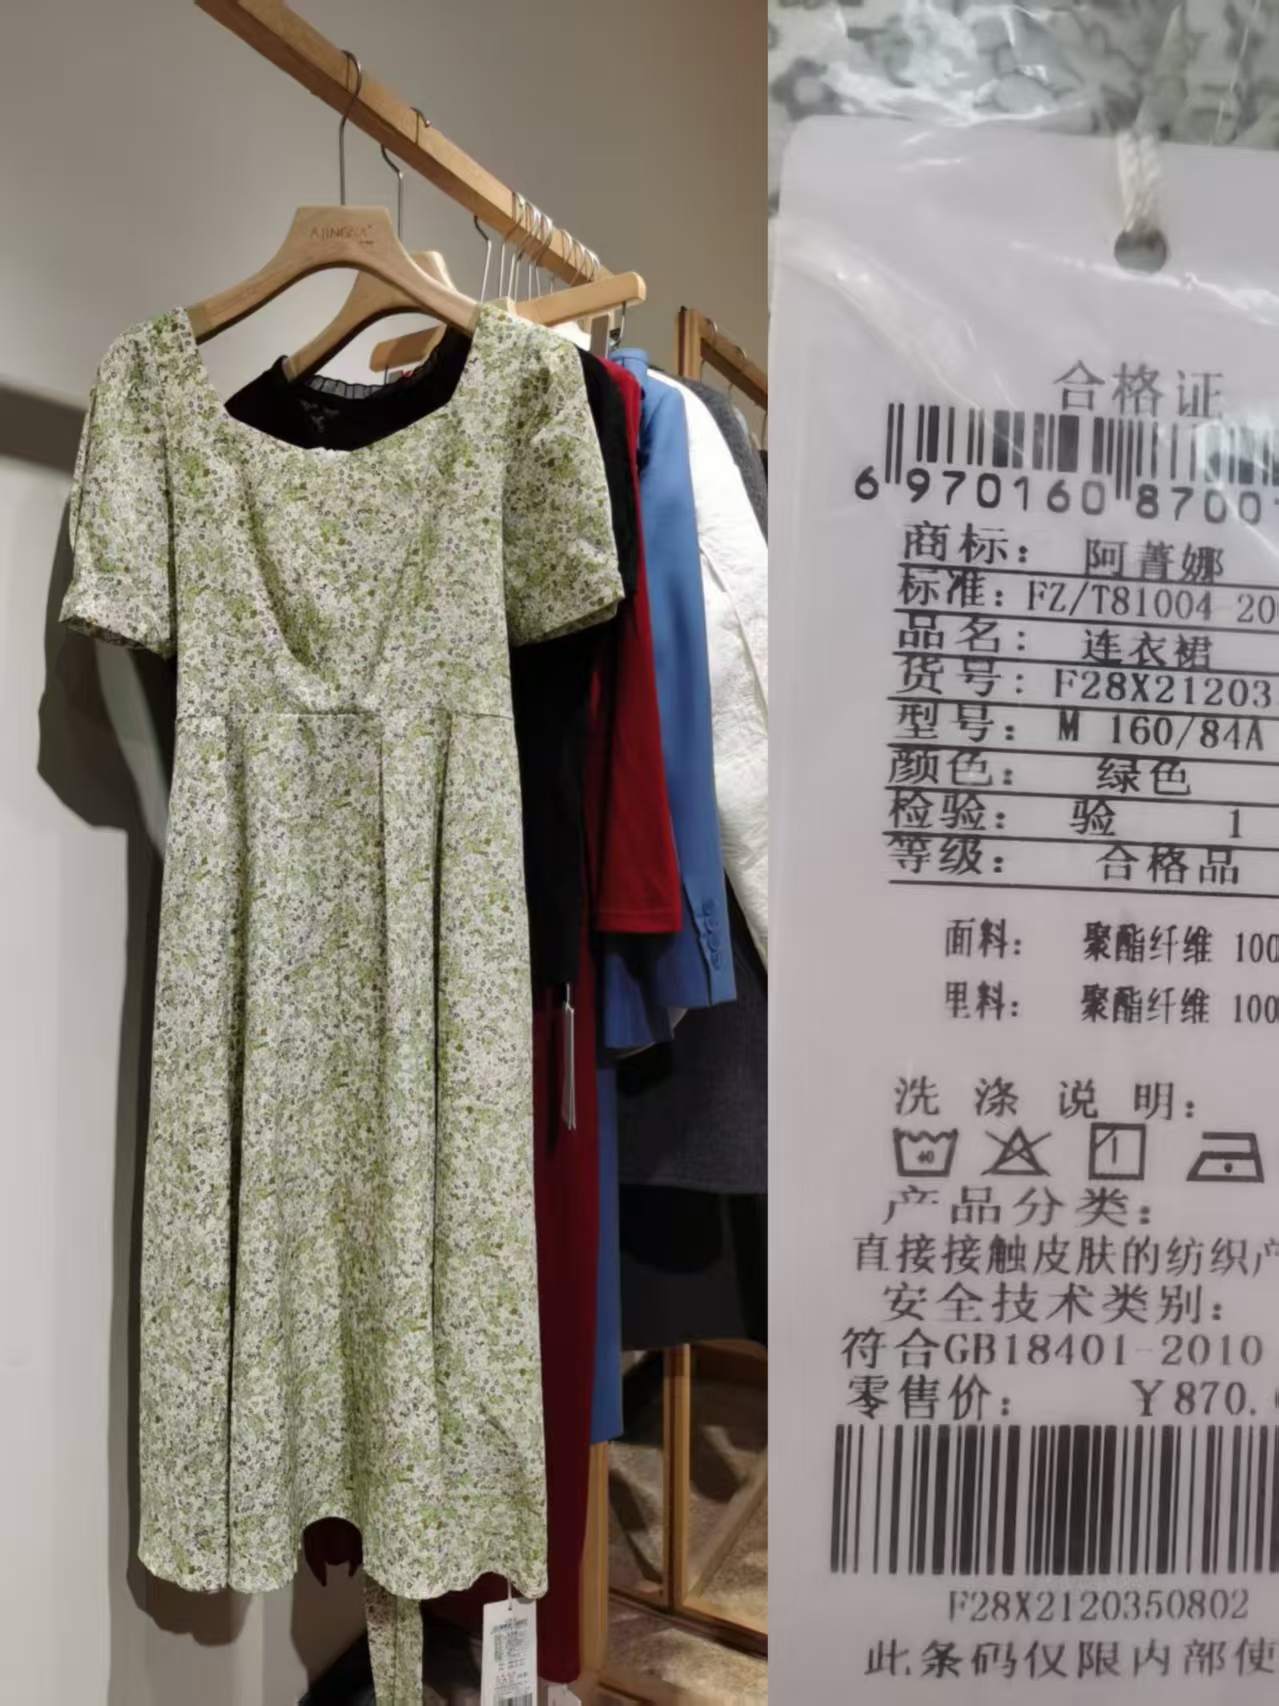 AJINGNA
合格证
6 970160 8700
商标： 阿菁娜
标准：FZ/T81004-20
品名： 连衣裙
货号：F28X21203
型号： M 160/84A
颜色： 绿色
检验： 验 1
等级： 合格品
面料： 聚酯纤维 100
里料： 聚酯纤维 100
洗 涤 说 明：
40
产品分类：
直接接触皮肤的纺织产
安全技术类别：
符合GB18401-2010
零售价： ￥870.
F28X2120350802
此条码仅限内部使